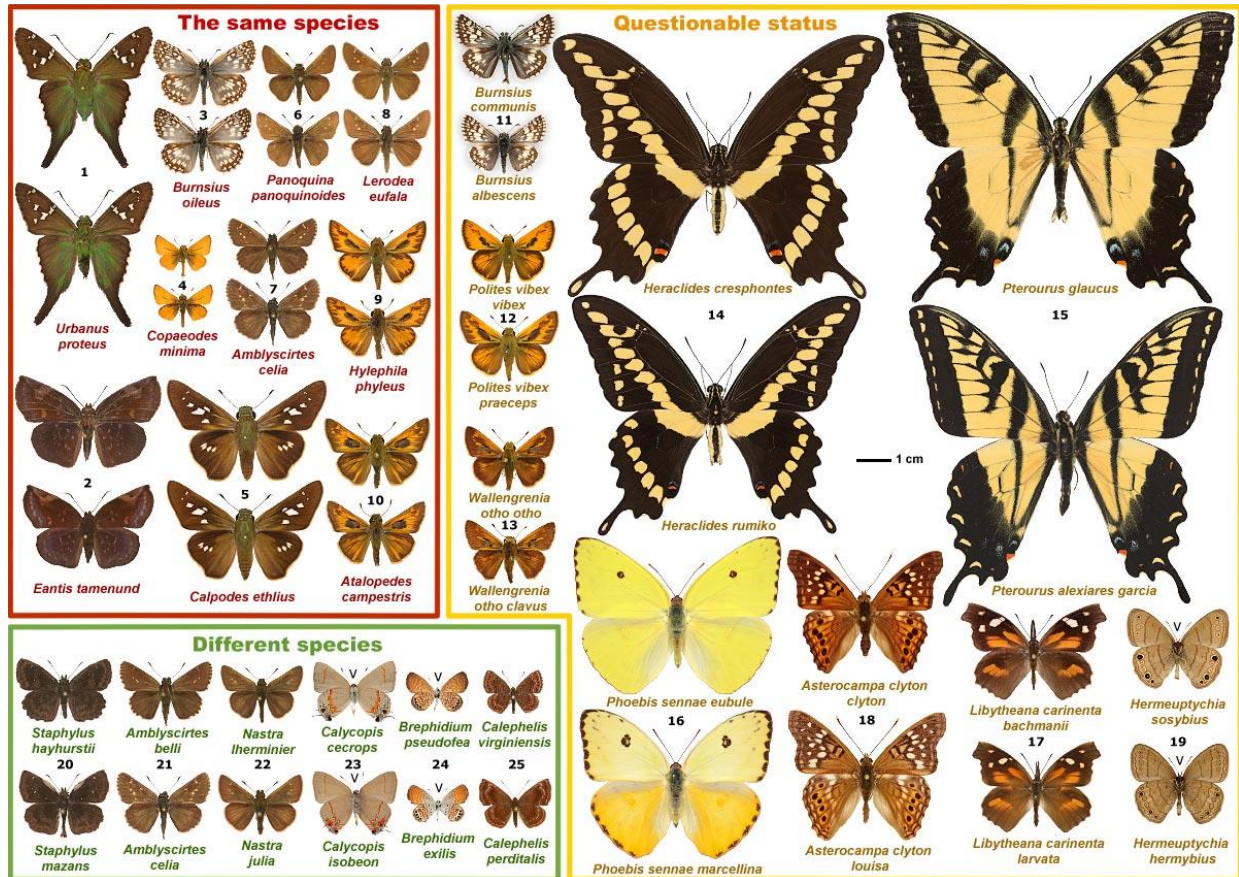 The same species
1
3
Burnsius
oileus
6
Panoquina
panoquinoides
8
Lerodea
eufala
Urbanus
proteus
4
Copaeodes
minima
7
Amblyscirtes
celia
9
Hylephila
phyleus
2
Eantis tamenund
5
Calpodes ethlius
10
Atalopedes
campestris
Questionable status
Burnsius
communis
11
Burnsius
albescens
Polites vibex
vibex
12
Polites vibex
praeceps
Wallengrenia
otho otho
13
Wallengrenia
otho clavus
Heraclides cresphontes
14
Heraclides rumiko
Pterourus glaucus
15
Pterourus alexiares garcia
1 cm
Phoebis sennae eubule
16
Phoebis sennae marcellina
Asterocampa clyton
clyton
18
Asterocampa clyton
louisa
Libytheana carinenta
bachmanii
17
Libytheana carinenta
larvata
V
Hermeuptychia
sosybius
19
V
Hermeuptychia
hermybius
Different species
Staphylus
hayhurstii
20
Staphylus
mazans
Amblyscirtes
belli
21
Amblyscirtes
celia
Nastra
lherminier
22
Nastra
julia
V
Calycopis
cecrops
23
V
Calycopis
isobeon
V
Brephidium
pseudofea
24
V
Brephidium
exilis
Calephelis
virginiensis
25
Calephelis
perditalis